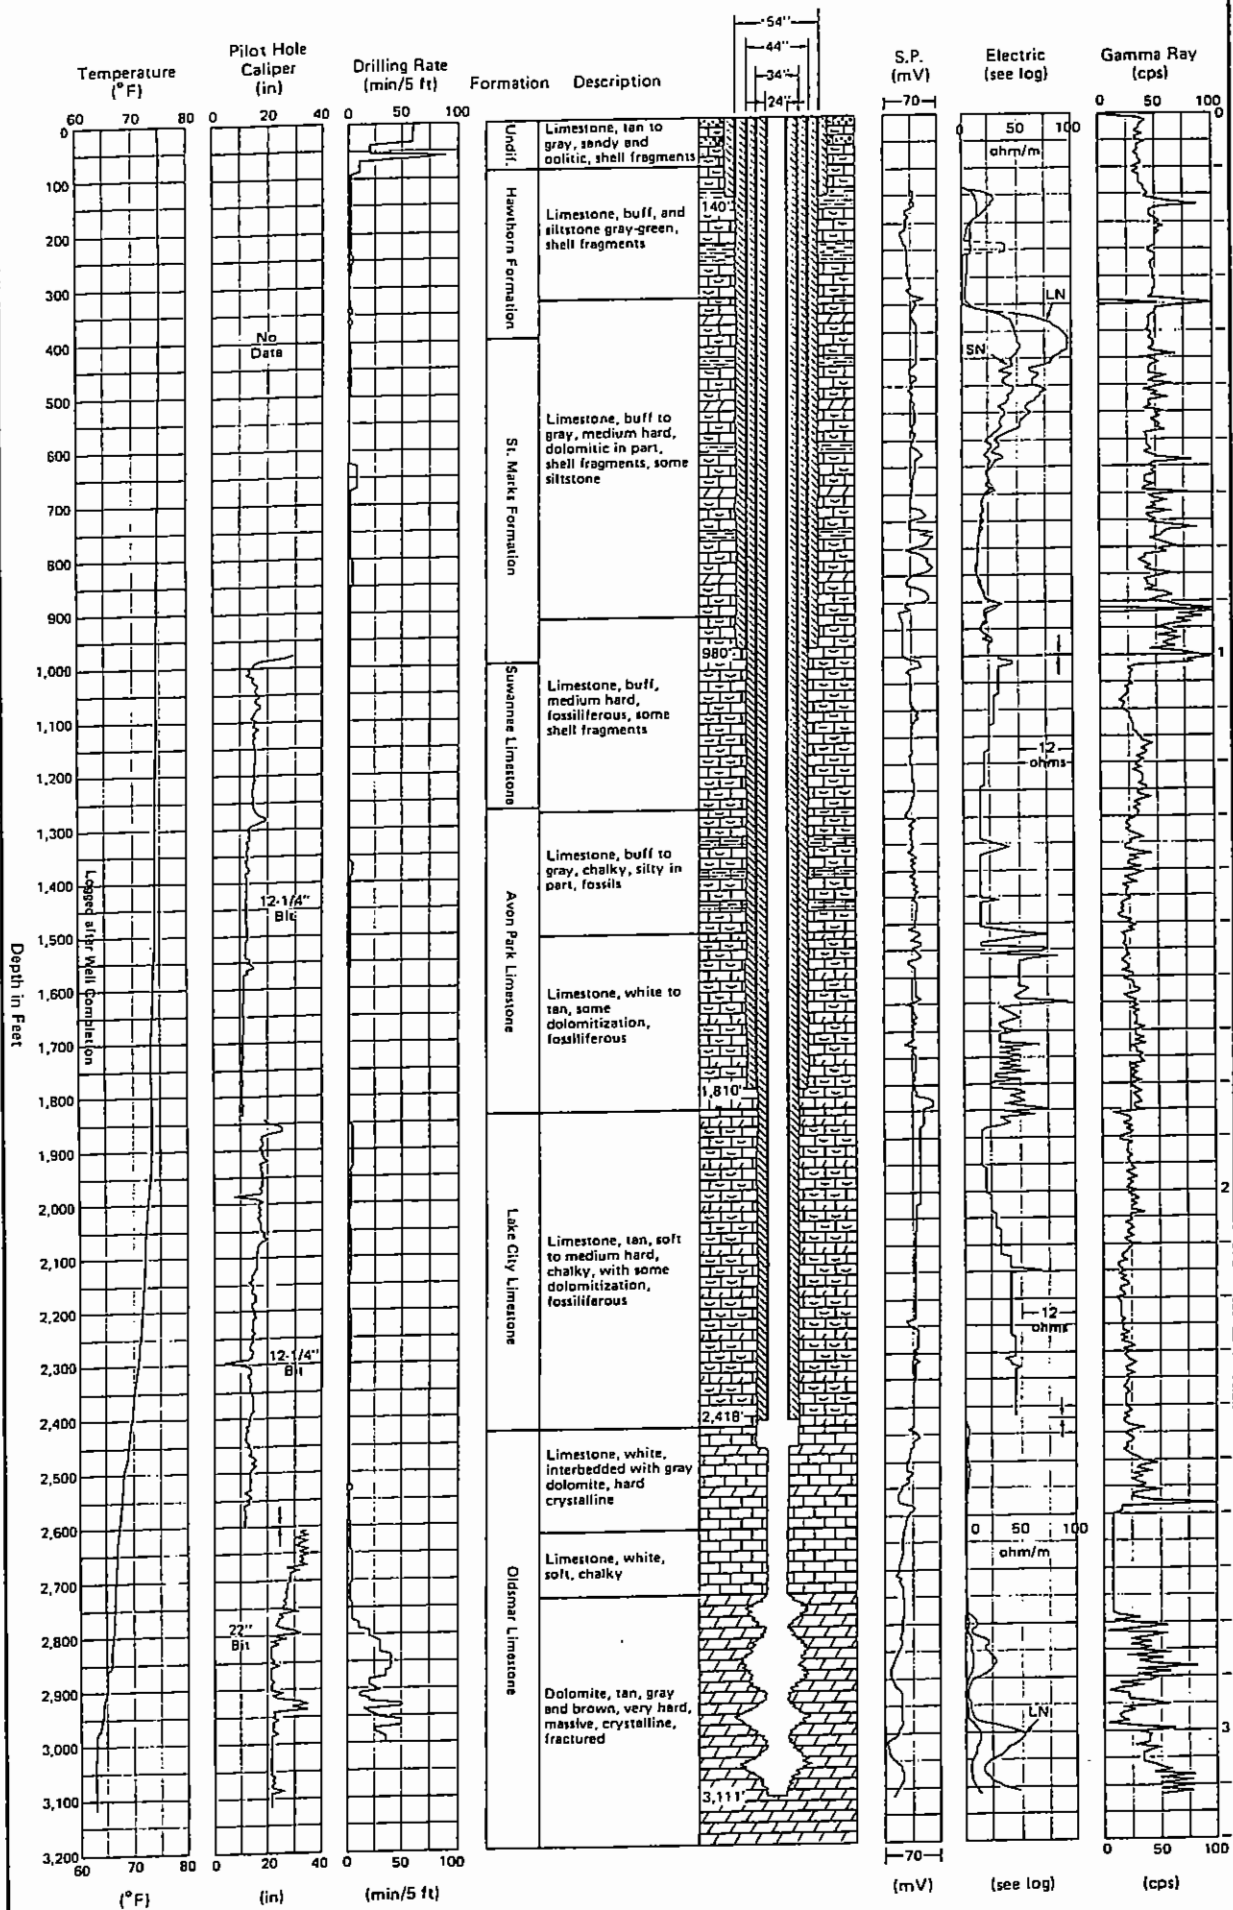 54"
44"
34"
24"
Temperature
(°F)
60 70 80
Pilot Hole
Caliper
(in)
0 20 40
Drilling Rate
(min/5 ft)
0 50 100
Formation
Description
S.P.
(mV)
70
Electric
(see log)
0 50 100
ohm/m
Gamma Ray
(cps)
0 50 100
0
Depth in Feet
0
100
200
300
400
500
600
700
800
900
1,000
1,100
1,200
1,300
1,400
1,500
1,600
1,700
1,800
1,900
2,000
2,100
2,200
2,300
2,400
2,500
2,600
2,700
2,800
2,900
3,000
3,100
3,200
Logged after Well Completion
No
Data
12-1/4"
Bit
12-1/4"
Bit
22"
Bit
Undif.
Hawthorn Formation
St. Marks Formation
Suwannee Limestone
Avon Park Limestone
Lake City Limestone
Oldsmar Limestone
Limestone, tan to
gray, sandy and
oolitic, shell fragments
Limestone, buff, and
siltstone gray-green,
shell fragments
Limestone, buff to
gray, medium hard,
dolomitic in part,
shell fragments, some
siltstone
Limestone, buff,
medium hard,
fossiliferous, some
shell fragments
Limestone, buff to
gray, chalky, silty in
part, fossils
Limestone, white to
tan, some
dolomitization,
fossiliferous
Limestone, tan, soft
to medium hard,
chalky, with some
dolomitization,
fossiliferous
Limestone, white,
interbedded with gray
dolomite, hard
crystalline
Limestone, white,
soft, chalky
Dolomite, tan, gray
and brown, very hard,
massive, crystalline,
fractured
140'
980'
1,810'
2,418'
3,111'
LN
SN
12
ohms
12
ohms
0 50 100
ohm/m
LN
1
2
3
60 70 80
(°F)
0 20 40
(in)
0 50 100
(min/5 ft)
70
(mV)
(see log)
0 50 100
(cps)